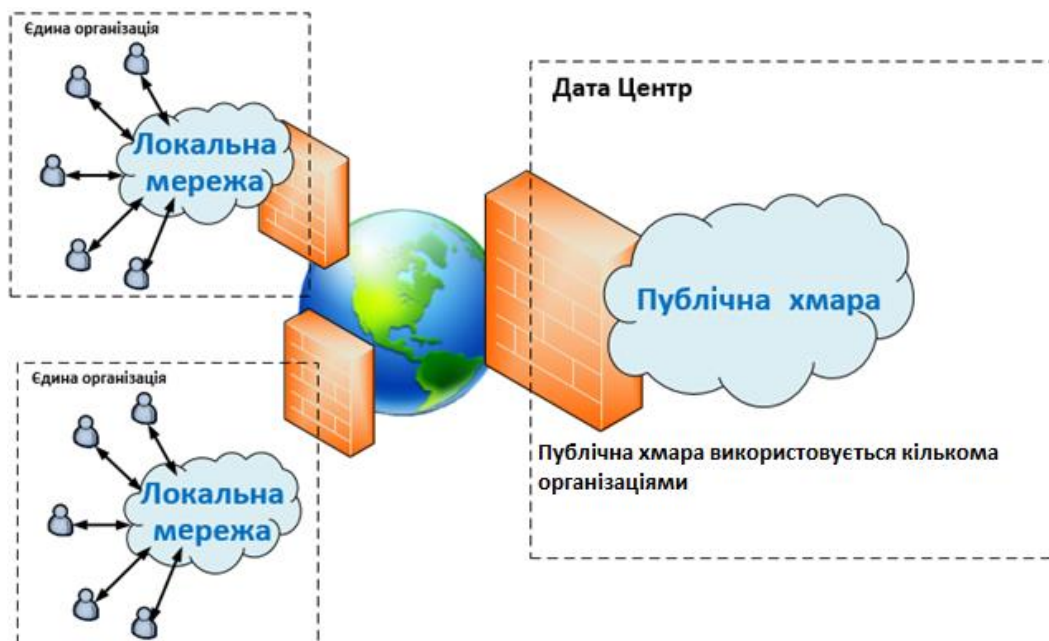 Єдина організація
Локальна
мережа
Дата Центр
Публічна хмара
Публічна хмара використовується кількома
організаціями
Єдина організація
Локальна
мережа